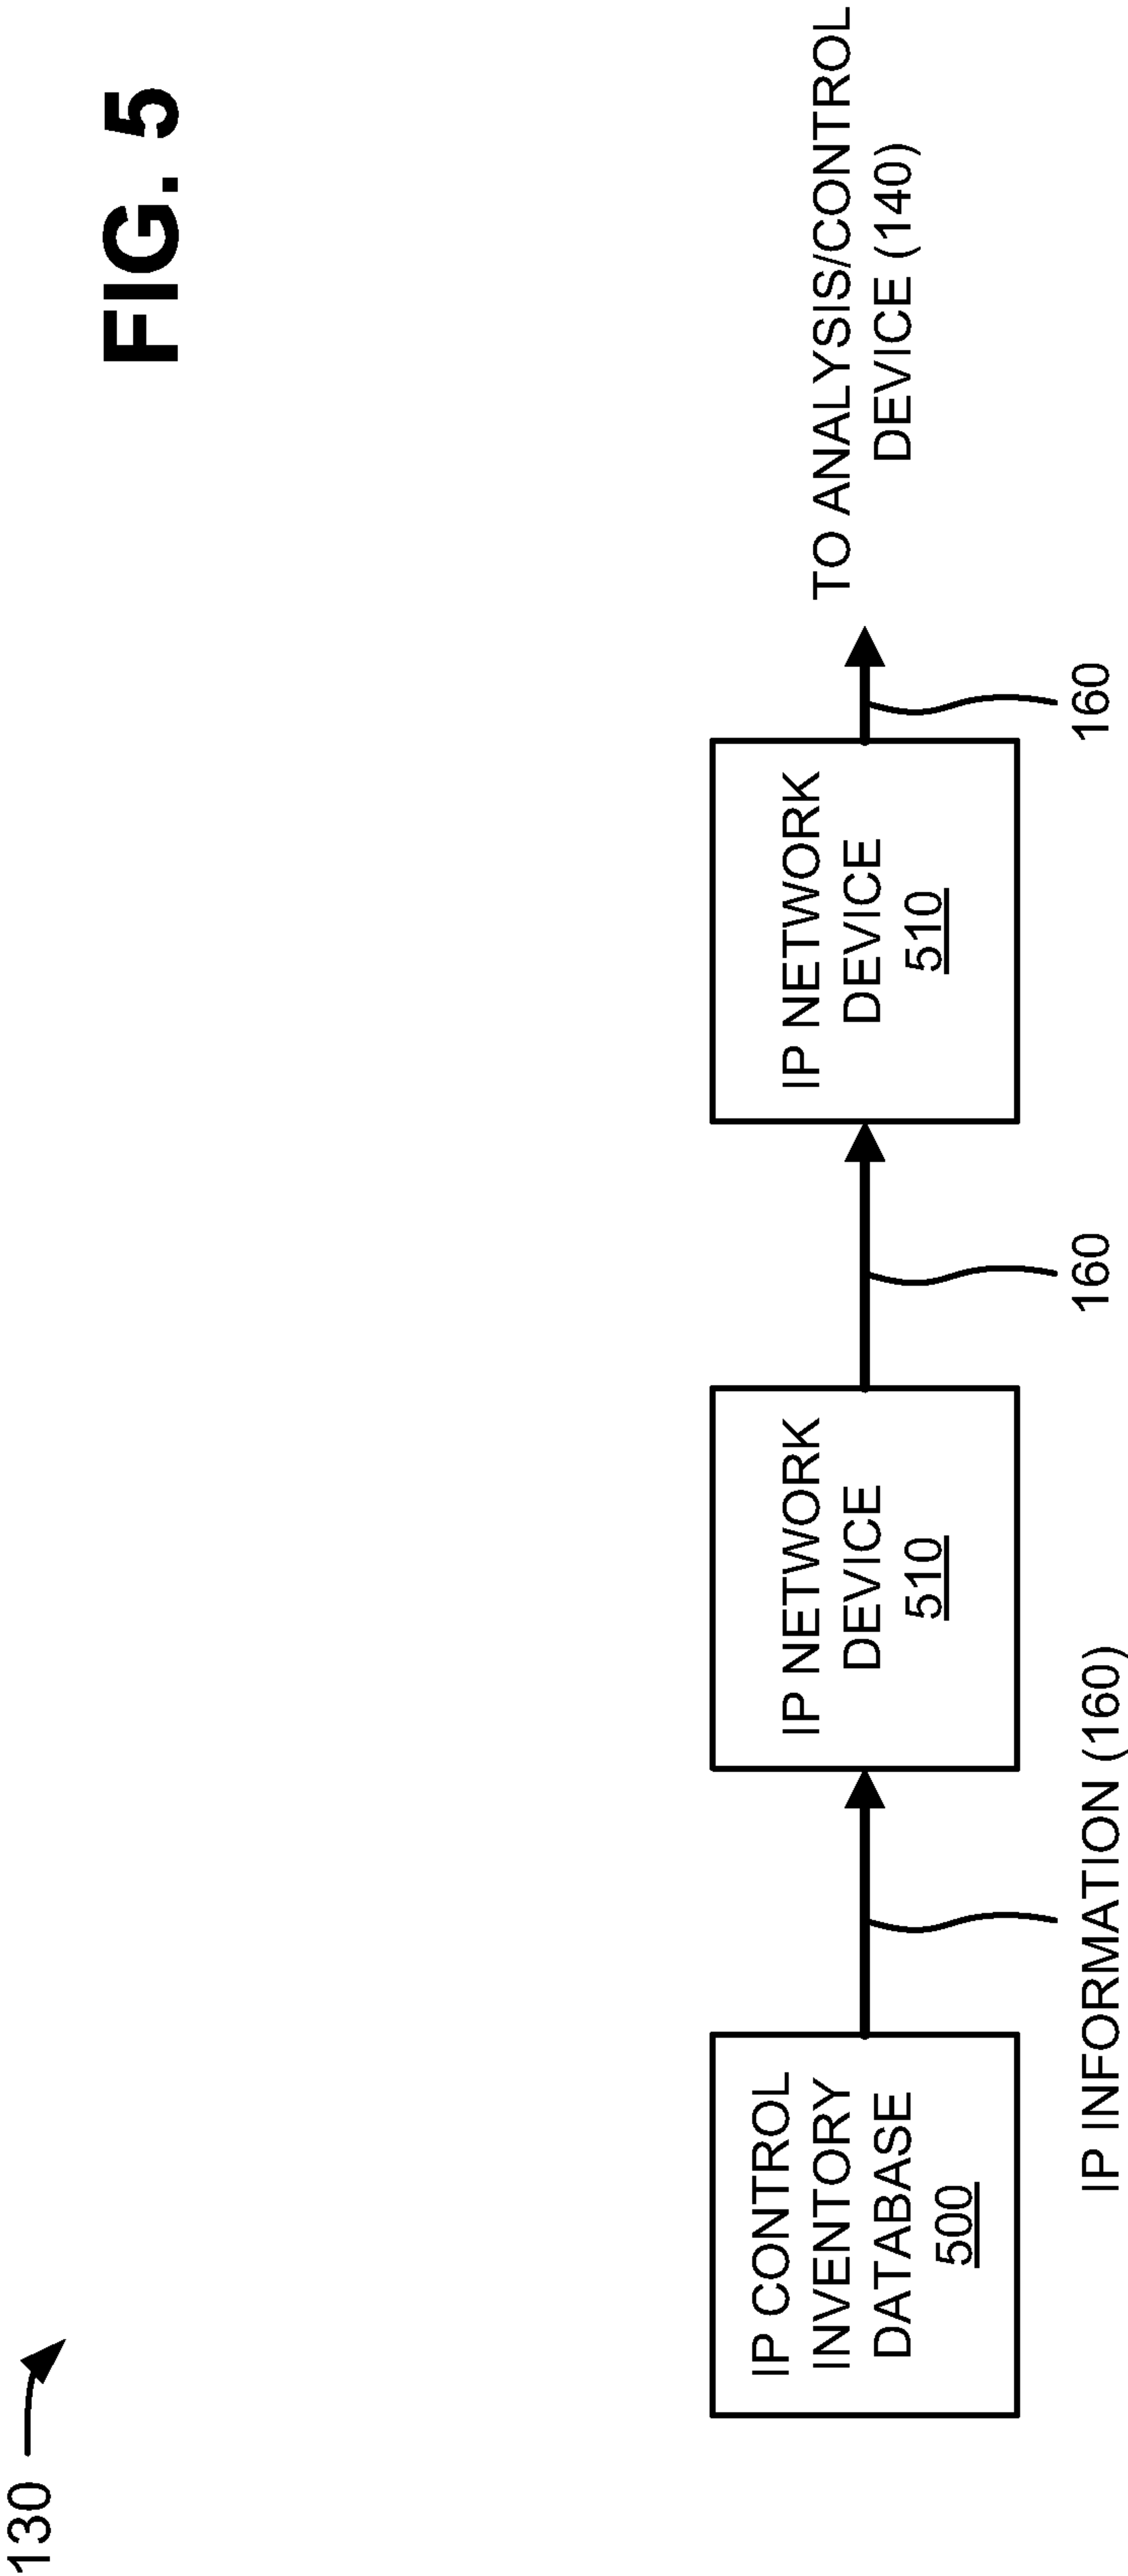 FIG. 5
130
IP CONTROL
INVENTORY
DATABASE
500
IP INFORMATION (160)
IP NETWORK
DEVICE
510
160
IP NETWORK
DEVICE
510
160
TO ANALYSIS/CONTROL
DEVICE (140)